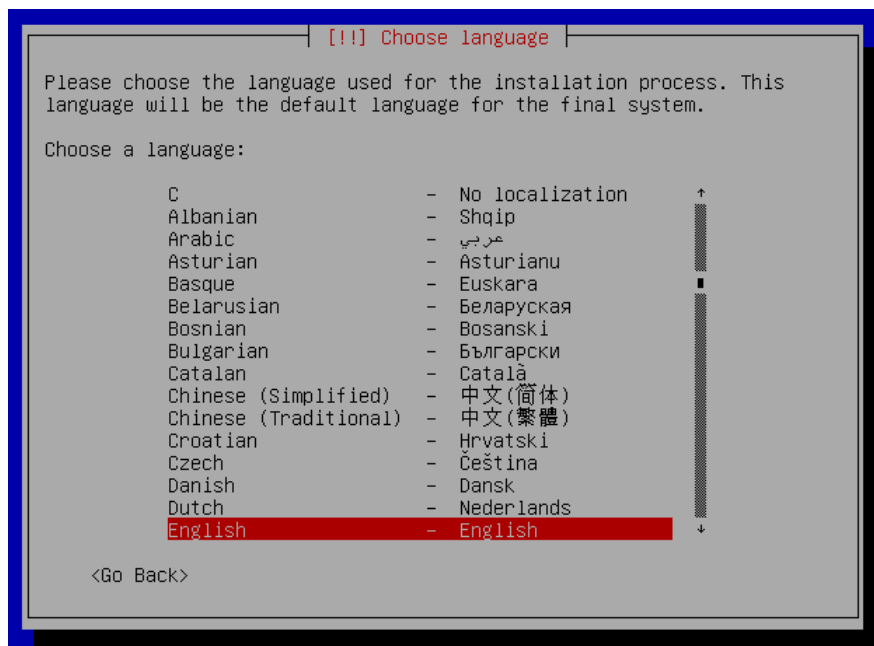 [!!] Choose language
Please choose the language used for the installation process. This
language will be the default language for the final system.
Choose a language:
C - No localization
Albanian - Shqip
Arabic - عربي
Asturian - Asturianu
Basque - Euskara
Belarusian - Беларуская
Bosnian - Bosanski
Bulgarian - Български
Catalan - Català
Chinese (Simplified) - 中文(简体)
Chinese (Traditional) - 中文(繁體)
Croatian - Hrvatski
Czech - Čeština
Danish - Dansk
Dutch - Nederlands
English - English
<Go Back>